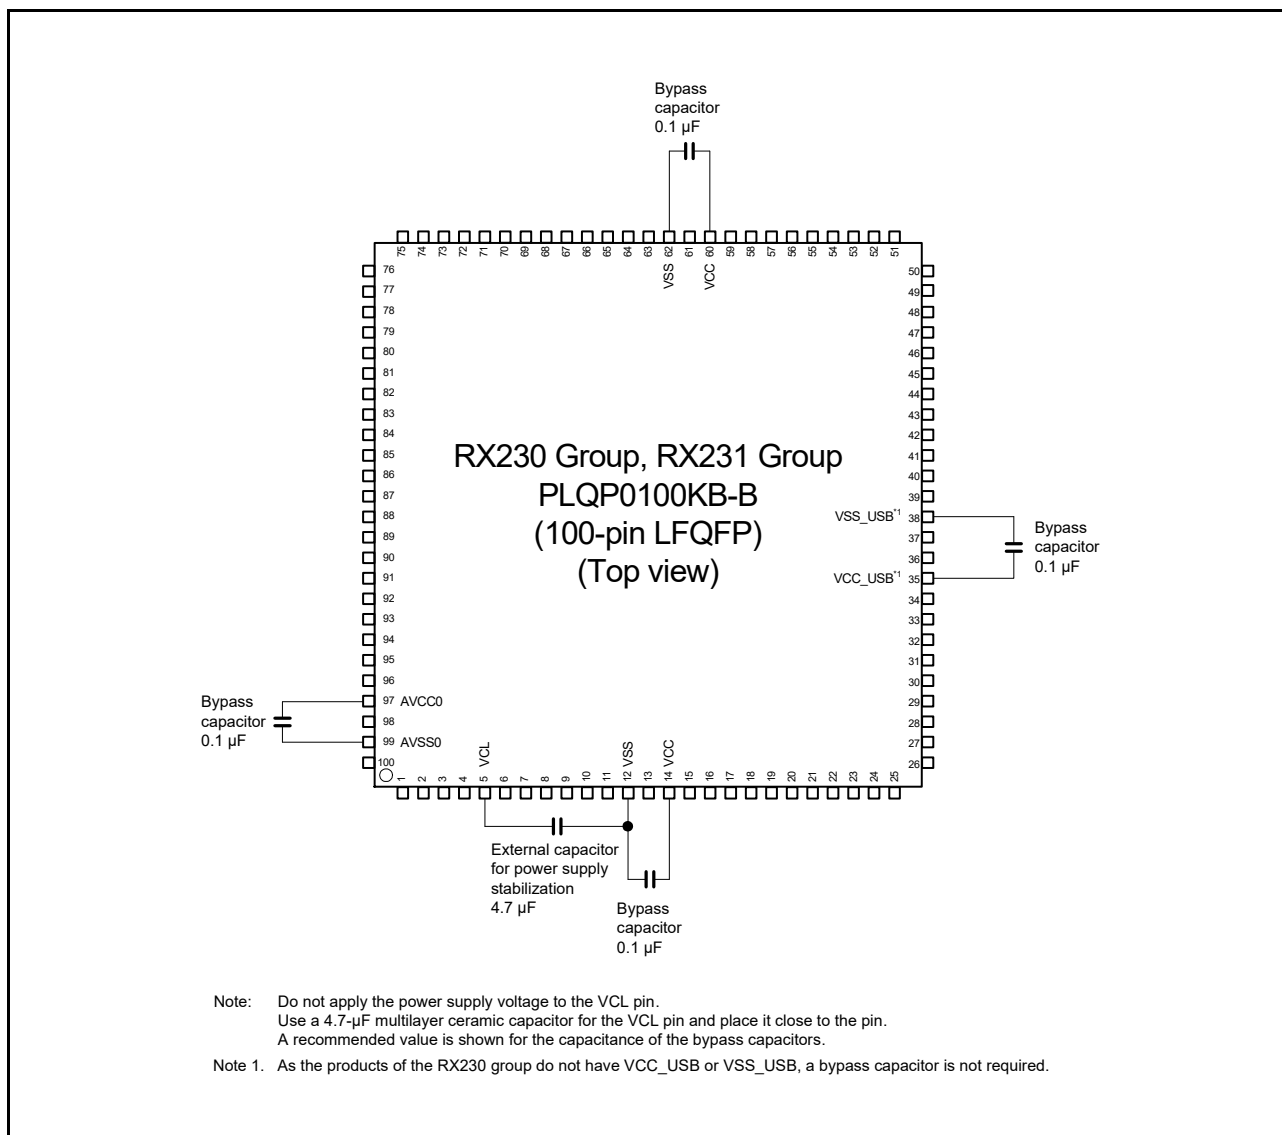 Bypass
capacitor
0.1 µF
75 74 73 72 71 70 69 68 67 66 65 64 63 62 61 60 59 58 57 56 55 54 53 52 51
VSS
VCC
76
77
78
79
80
81
82
83
84
85
86
87
88
89
90
91
92
93
94
95
96
97 AVCC0
98
99 AVSS0
100
Bypass
capacitor
0.1 µF
RX230 Group, RX231 Group
PLQP0100KB-B
(100-pin LFQFP)
(Top view)
50
49
48
47
46
45
44
43
42
41
40
39
VSS_USB*1 38
37
36
VCC_USB*1 35
34
33
32
31
30
29
28
27
26
Bypass
capacitor
0.1 µF
VCL
VSS
VCC
1 2 3 4 5 6 7 8 9 10 11 12 13 14 15 16 17 18 19 20 21 22 23 24 25
External capacitor
for power supply
stabilization
4.7 µF
Bypass
capacitor
0.1 µF
Note: Do not apply the power supply voltage to the VCL pin.
Use a 4.7-µF multilayer ceramic capacitor for the VCL pin and place it close to the pin.
A recommended value is shown for the capacitance of the bypass capacitors.
Note 1. As the products of the RX230 group do not have VCC_USB or VSS_USB, a bypass capacitor is not required.